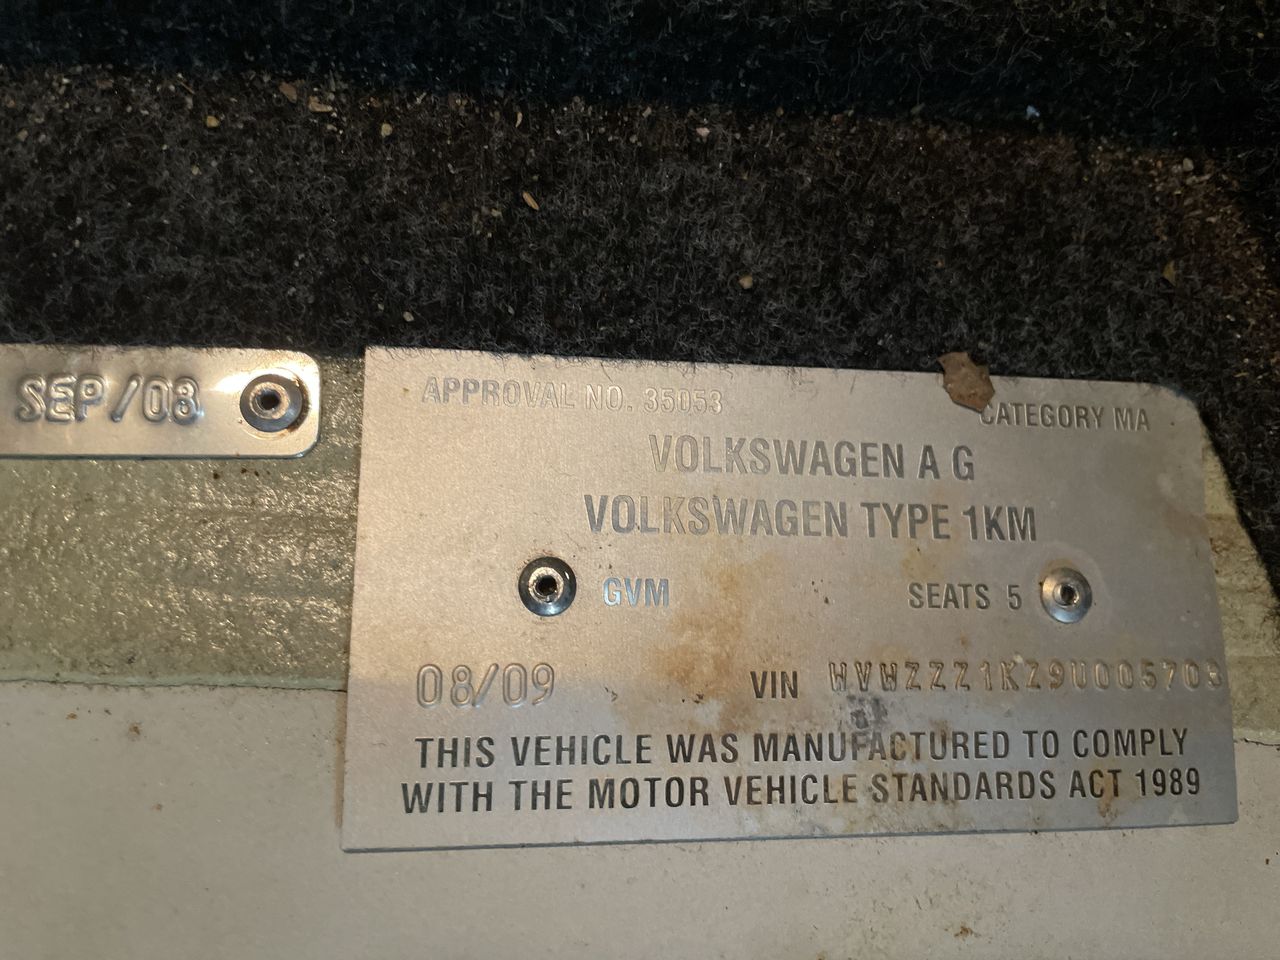 SEP/08
APPROVAL NO. 35053
CATEGORY MA
VOLKSWAGEN A G
VOLKSWAGEN TYPE 1KM
GVM
SEATS 5
08/09
VIN WVWZZZ1KZ9U005703
THIS VEHICLE WAS MANUFACTURED TO COMPLY
WITH THE MOTOR VEHICLE STANDARDS ACT 1989